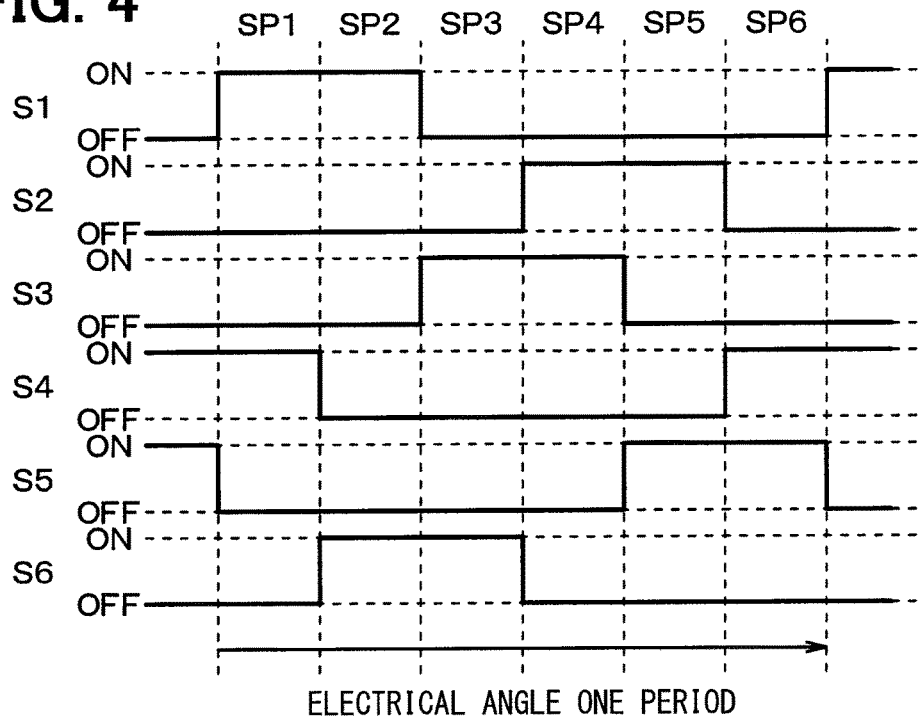 FIG. 4
SP1 SP2 SP3 SP4 SP5 SP6
ON
S1
OFF
ON
S2
OFF
ON
S3
OFF
ON
S4
OFF
ON
S5
OFF
ON
S6
OFF
ELECTRICAL ANGLE ONE PERIOD